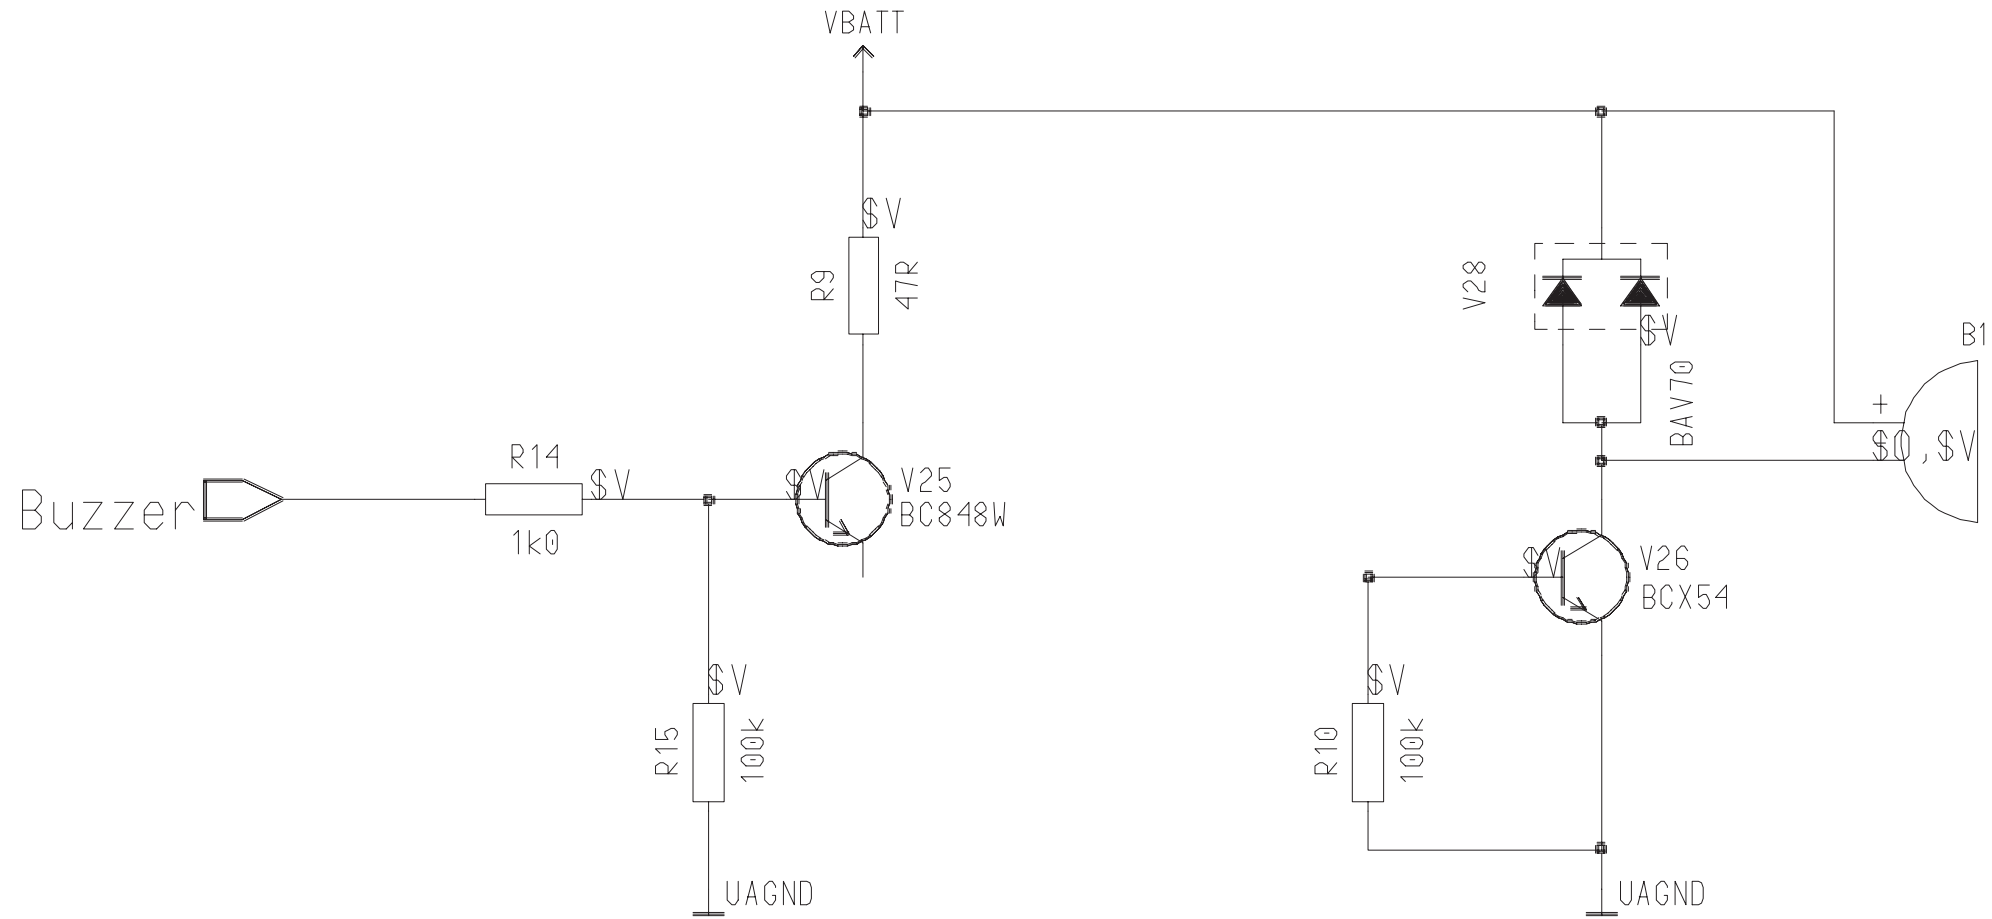 VBATT
$V
R9
47R
V28
$V
BAV70
B1
+
$0,$V
R14
$V
1k0
Buzzer
$V
V25
BC848W
$V
V26
BCX54
$V
R15
100k
$V
R10
100k
UAGND
UAGND